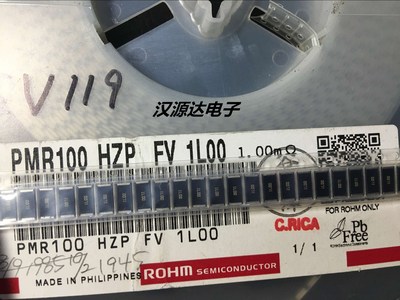 V119
汉源达电子
PMR100 HZP FV 1L00 1.00mΩ
FOR ROHM ONLY
C.RICA
PMR100 HZP FV 1L00
1/1
Pb
Free
MADE IN PHILIPPINES
ROHM SEMICONDUCTOR